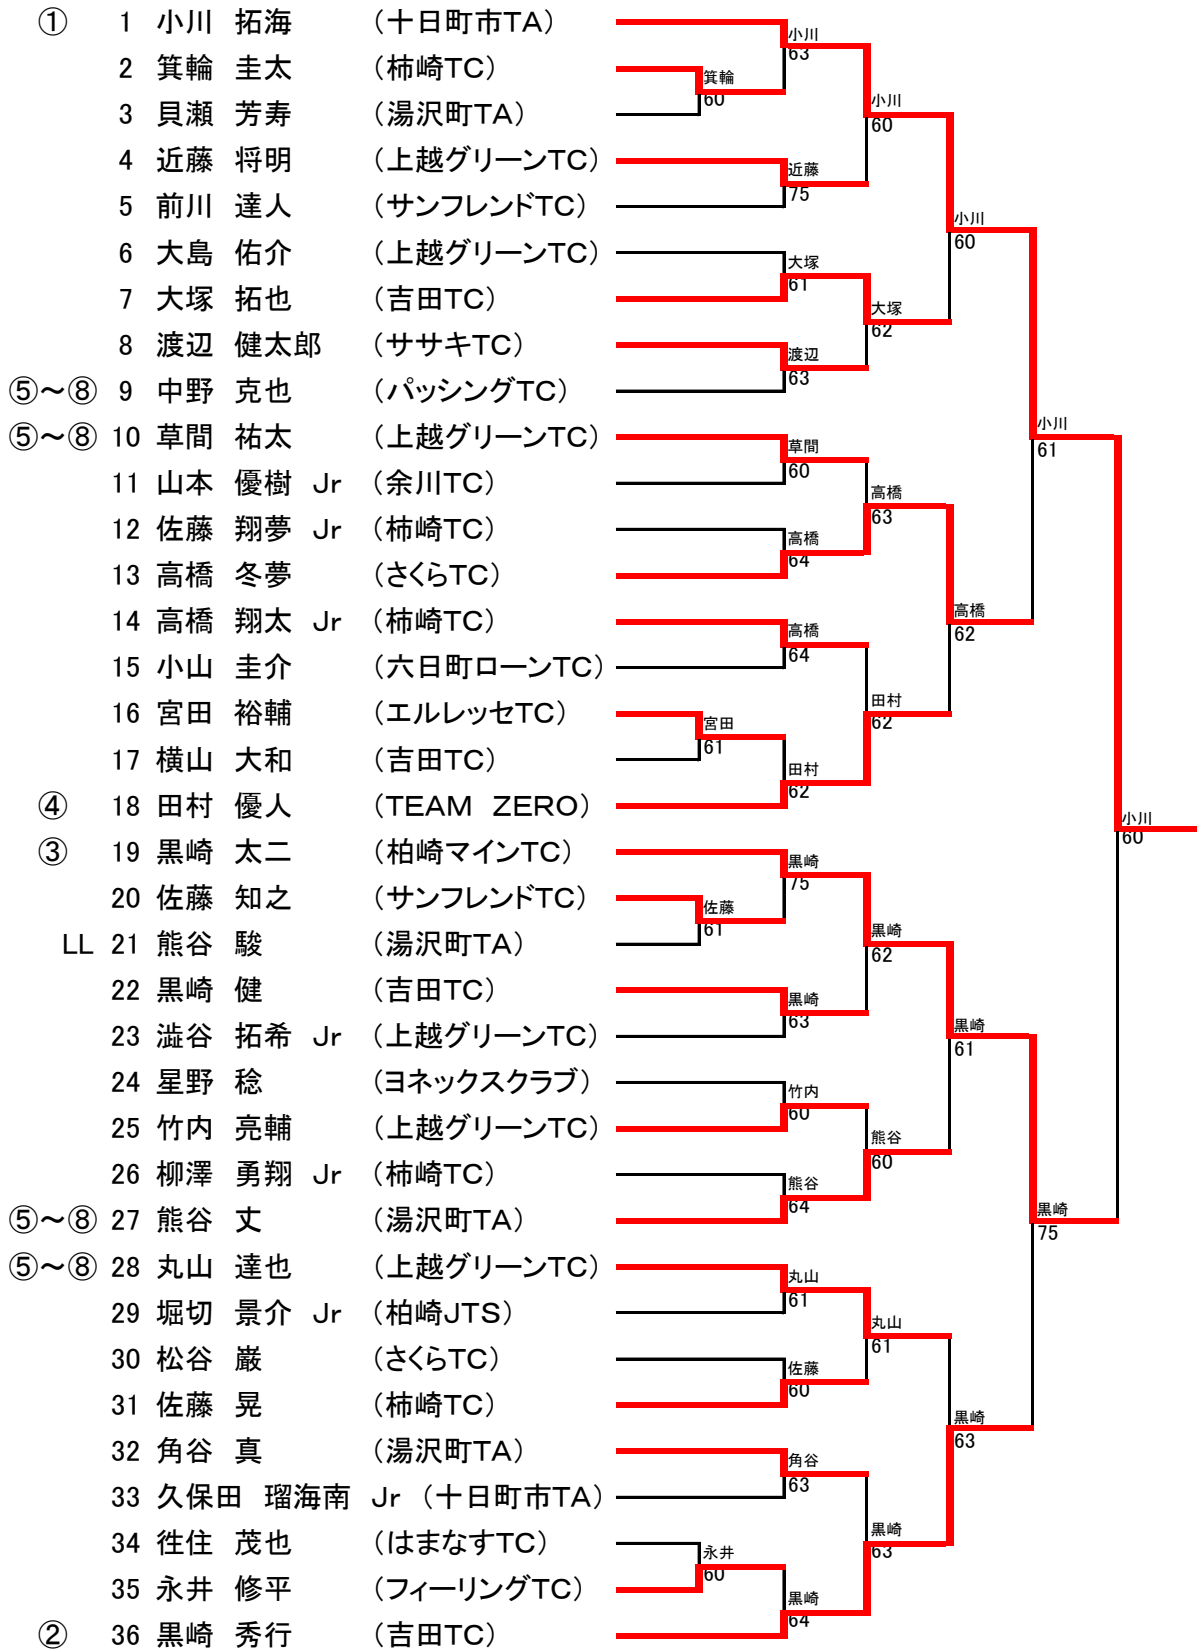 ① 1 小川 拓海 (十日町市TA)
小川
63
2 箕輪 圭太 (柿崎TC)
箕輪
60
小川
60
3 貝瀬 芳寿 (湯沢町TA)
4 近藤 将明 (上越グリーンTC)
近藤
75
5 前川 達人 (サンフレンドTC)
小川
60
6 大島 佑介 (上越グリーンTC)
大塚
61
7 大塚 拓也 (吉田TC)
大塚
62
8 渡辺 健太郎 (ササキTC)
渡辺
63
⑤～⑧ 9 中野 克也 (パッシングTC)
小川
61
⑤～⑧ 10 草間 祐太 (上越グリーンTC)
草間
60
11 山本 優樹 Jr (余川TC)
高橋
63
12 佐藤 翔夢 Jr (柿崎TC)
高橋
64
13 高橋 冬夢 (さくらTC)
高橋
62
14 高橋 翔太 Jr (柿崎TC)
高橋
64
15 小山 圭介 (六日町ローンTC)
田村
62
16 宮田 裕輔 (エルレッセTC)
宮田
61
17 横山 大和 (吉田TC)
田村
62
④ 18 田村 優人 (TEAM ZERO)
小川
60
③ 19 黒崎 太二 (柏崎マインTC)
黒崎
75
20 佐藤 知之 (サンフレンドTC)
佐藤
61
黒崎
62
LL 21 熊谷 駿 (湯沢町TA)
22 黒崎 健 (吉田TC)
黒崎
63
23 澁谷 拓希 Jr (上越グリーンTC)
黒崎
61
24 星野 稔 (ヨネックスクラブ)
竹内
60
25 竹内 亮輔 (上越グリーンTC)
熊谷
60
26 柳澤 勇翔 Jr (柿崎TC)
熊谷
64
⑤～⑧ 27 熊谷 丈 (湯沢町TA)
黒崎
75
⑤～⑧ 28 丸山 達也 (上越グリーンTC)
丸山
61
29 堀切 景介 Jr (柏崎JTS)
丸山
61
30 松谷 巌 (さくらTC)
佐藤
60
31 佐藤 晃 (柿崎TC)
黒崎
63
32 角谷 真 (湯沢町TA)
角谷
63
33 久保田 瑠海南 Jr (十日町市TA)
黒崎
63
34 徃住 茂也 (はまなすTC)
永井
60
35 永井 修平 (フィーリングTC)
黒崎
64
② 36 黒崎 秀行 (吉田TC)